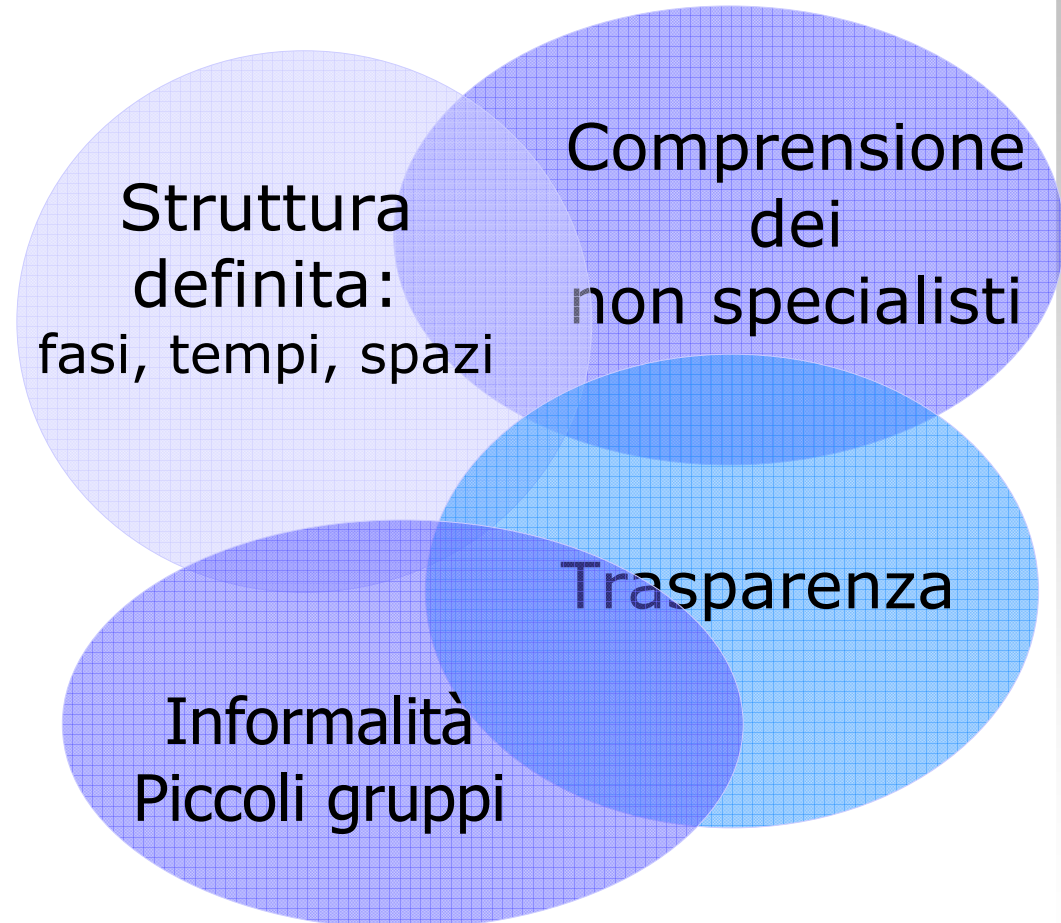 Struttura
definita:
fasi, tempi, spazi
Comprensione
dei
non specialisti
Trasparenza
Informalità
Piccoli gruppi